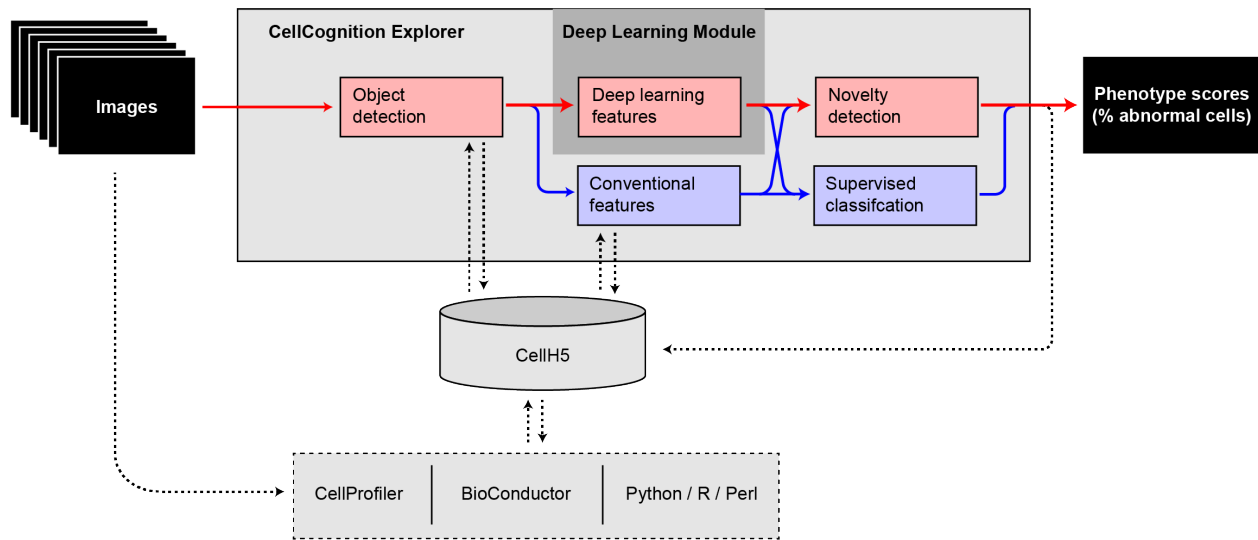 CellCognition Explorer
Deep Learning Module
Images
Object
detection
Deep learning
features
Novelty
detection
Phenotype scores
(% abnormal cells)
Conventional
features
Supervised
classifcation
CellH5
CellProfiler
BioConductor
Python / R / Perl